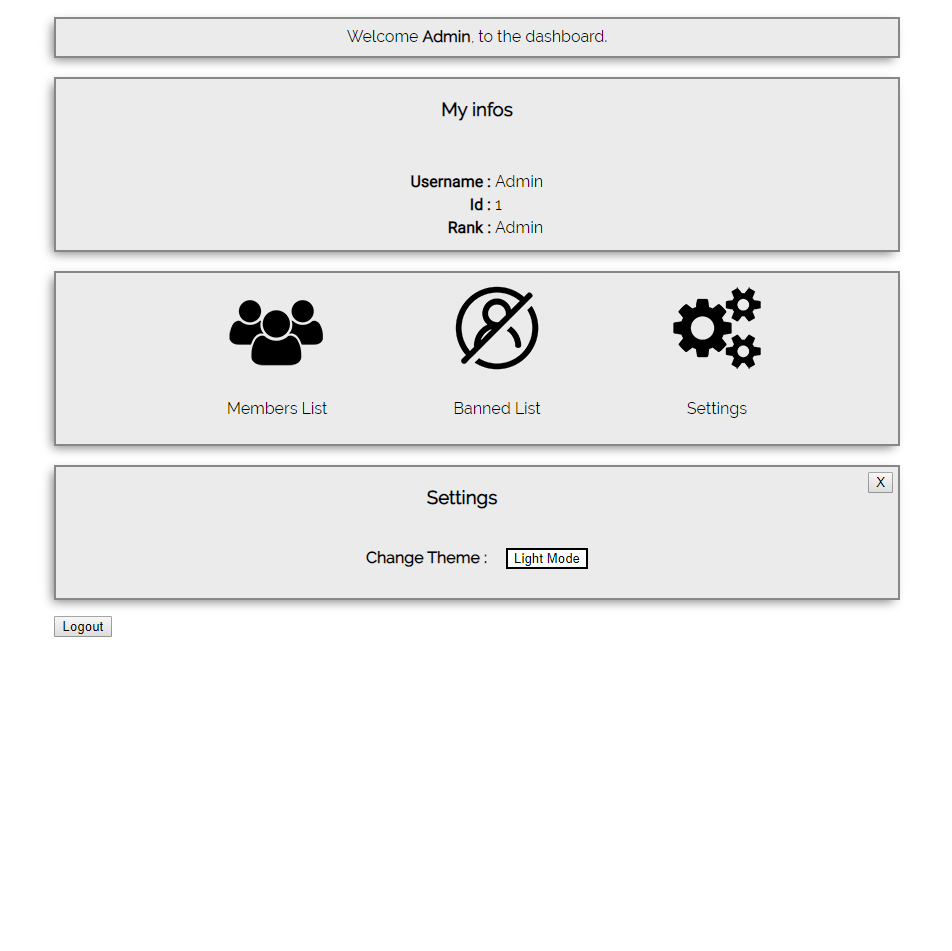 Welcome Admin, to the dashboard.
My infos
Username : Admin
Id : 1
Rank : Admin
Members List
Banned List
Settings
X
Settings
Change Theme : Light Mode
Logout